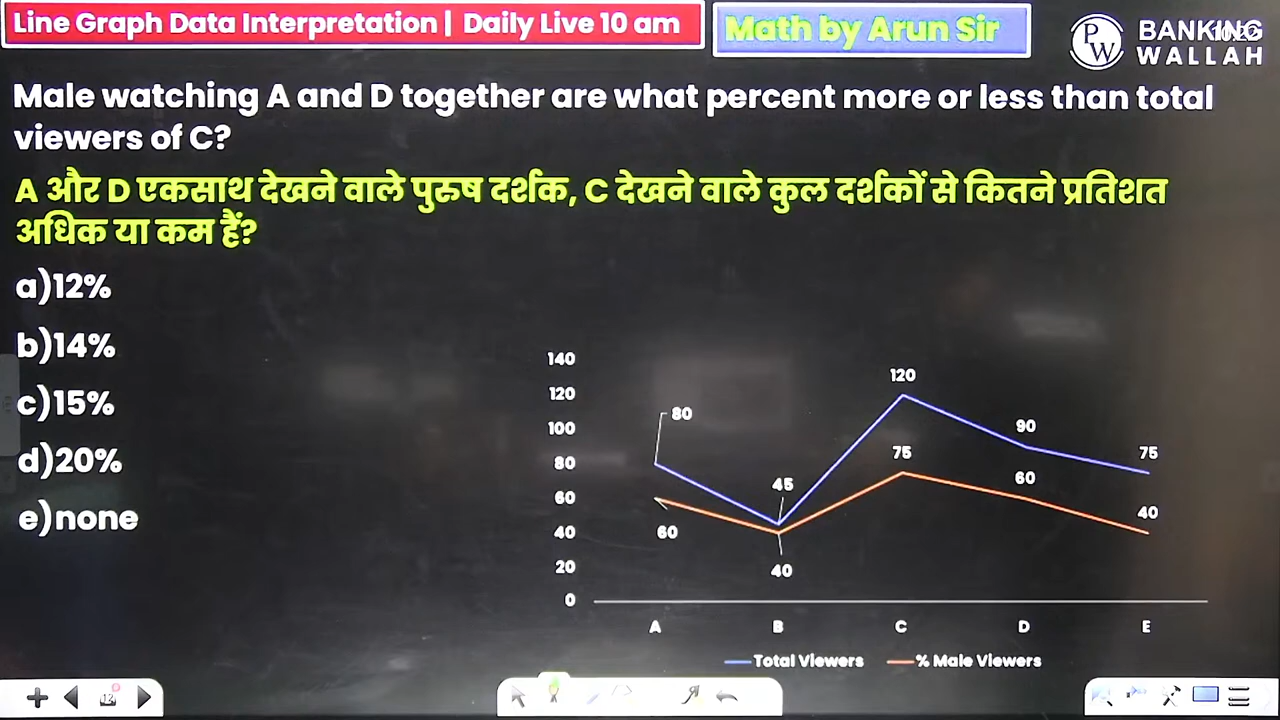 Line Graph Data Interpretation | Daily Live 10 am
Math by Arun Sir
PW
BANKING
WALLAH
Male watching A and D together are what percent more or less than total
viewers of C?
A और D एकसाथ देखने वाले पुरुष दर्शक, C देखने वाले कुल दर्शकों से कितने प्रतिशत
अधिक या कम हैं?
a)12%
b)14%
c)15%
d)20%
e)none
140
120
100
80
60
40
20
0
80
45
120
90
75
60
40
75
60
40
A B C D E
Total Viewers % Male Viewers
12